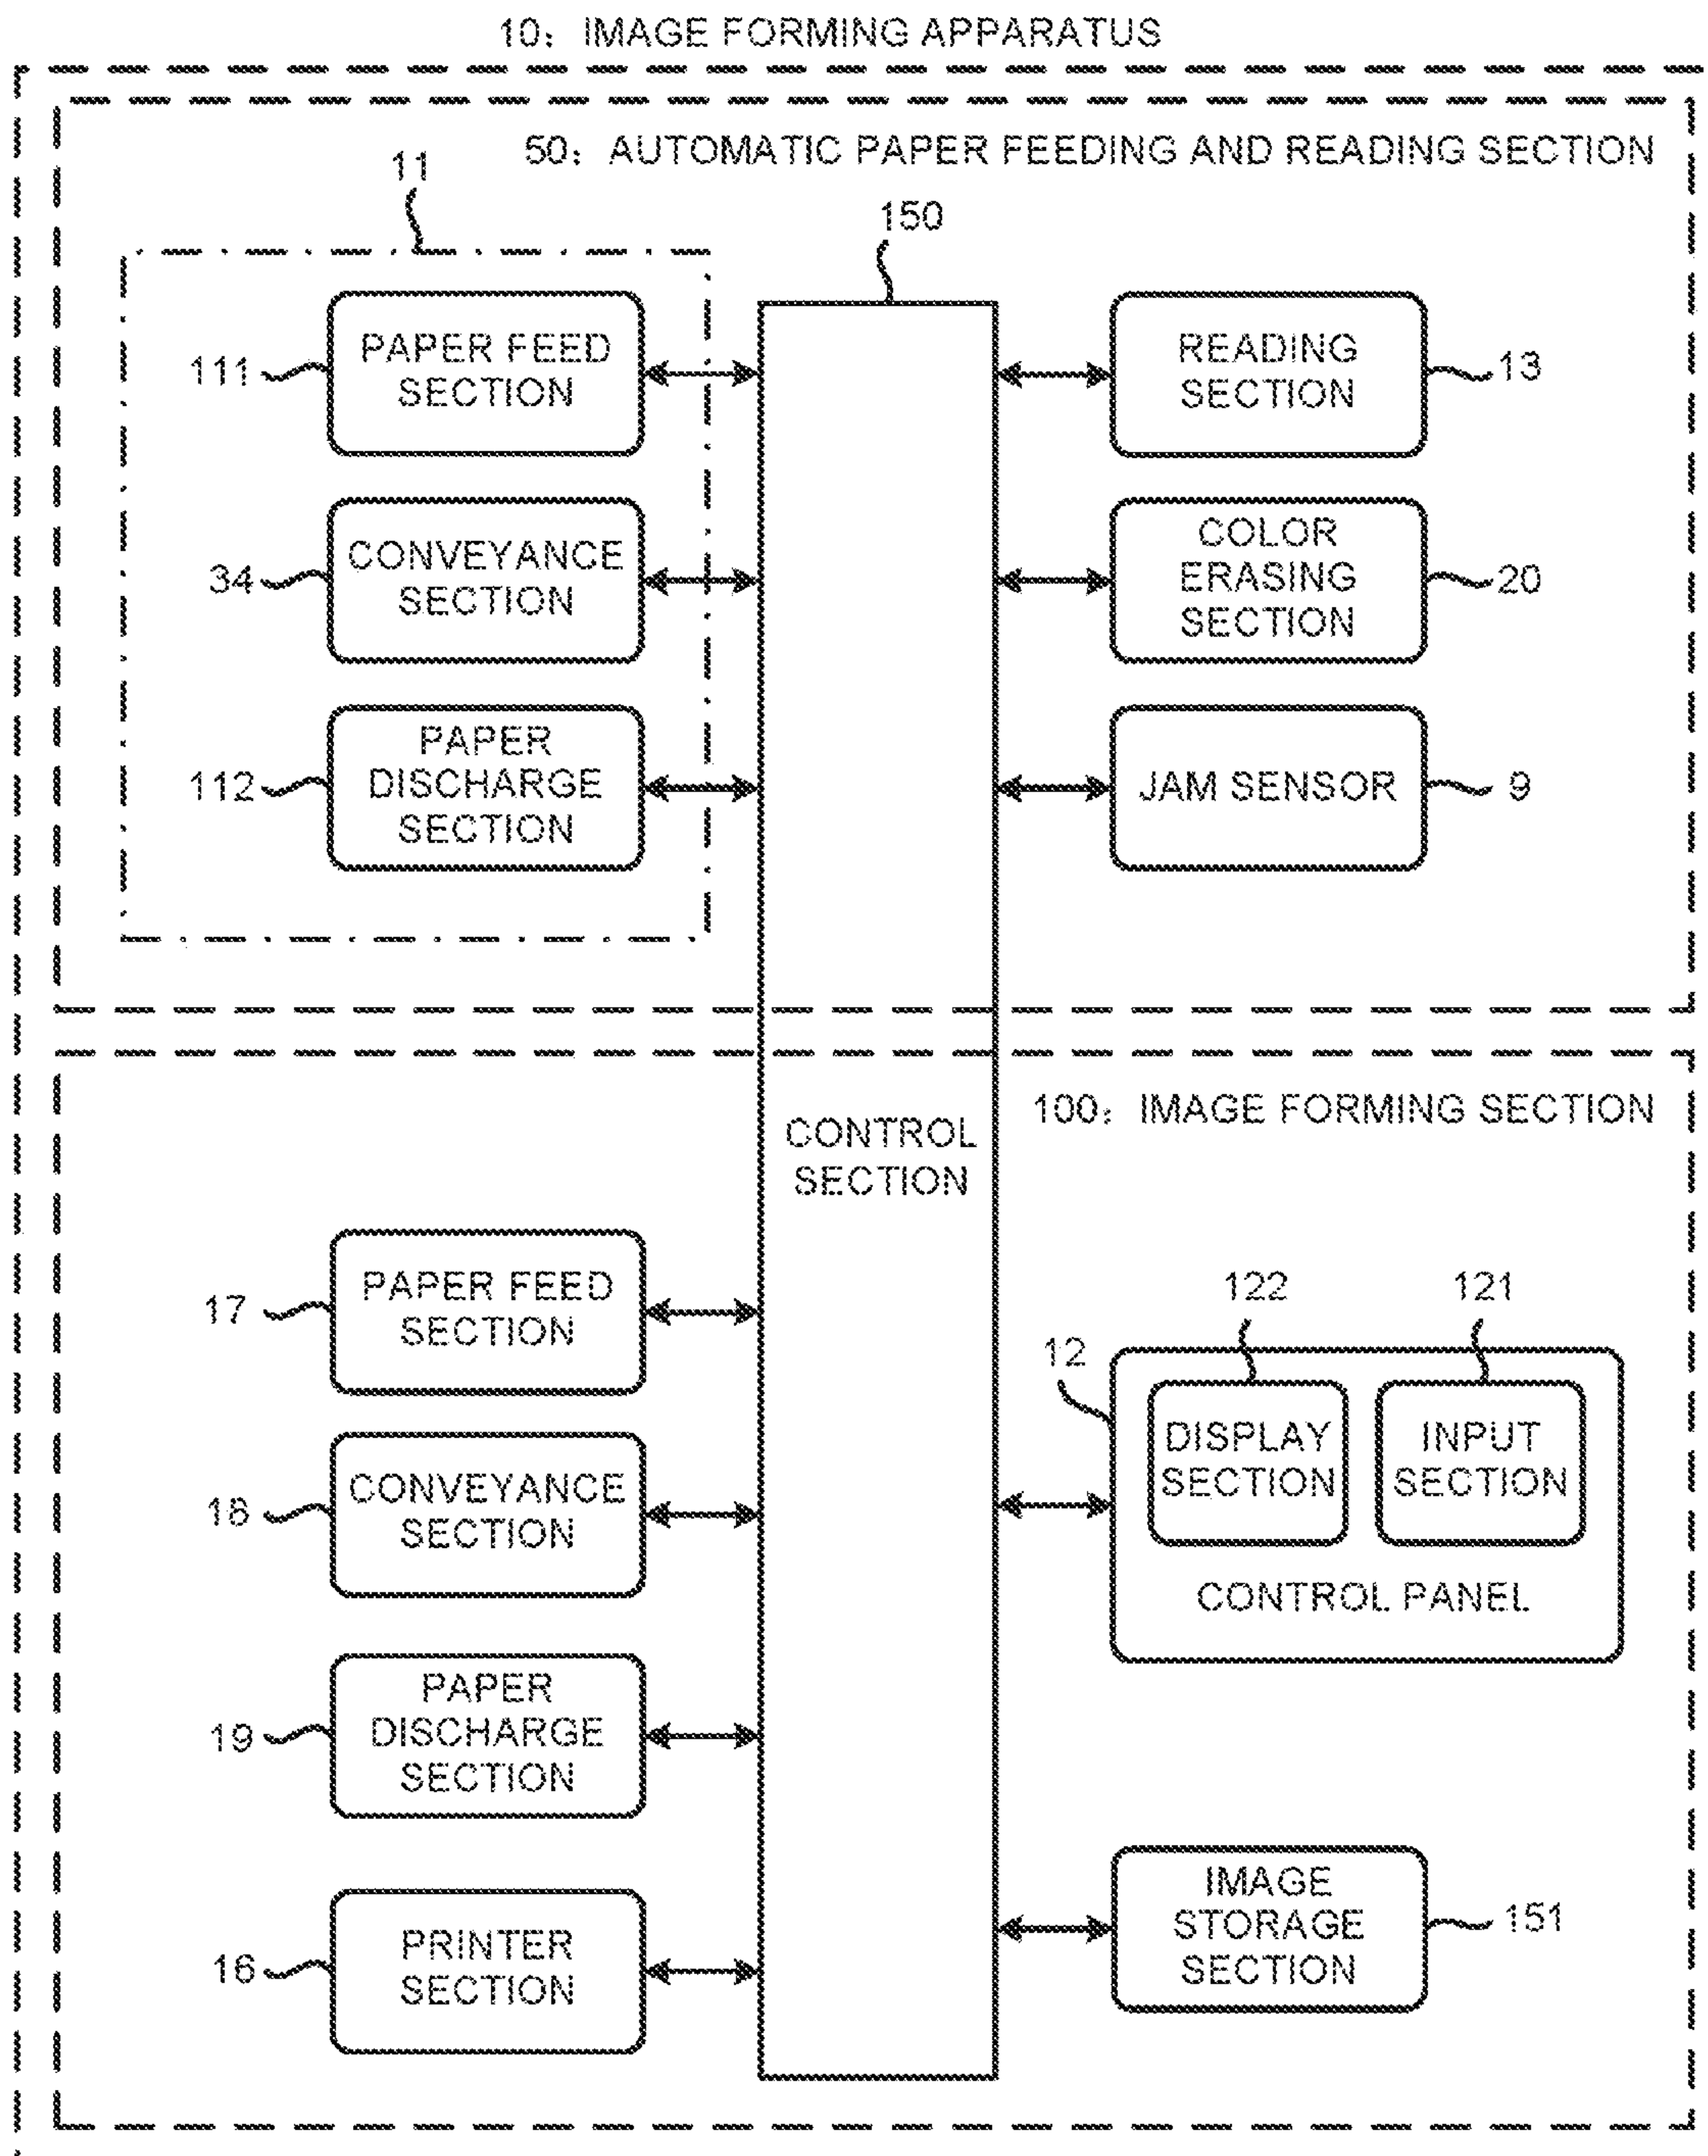 10: IMAGE FORMING APPARATUS
50: AUTOMATIC PAPER FEEDING AND READING SECTION
11
150
111
PAPER FEED
SECTION
READING
SECTION
13
34
CONVEYANCE
SECTION
COLOR
ERASING
SECTION
20
112
PAPER
DISCHARGE
SECTION
JAM SENSOR
9
100: IMAGE FORMING SECTION
CONTROL
SECTION
17
PAPER FEED
SECTION
122
121
12
DISPLAY
SECTION
INPUT
SECTION
CONTROL PANEL
18
CONVEYANCE
SECTION
19
PAPER
DISCHARGE
SECTION
16
PRINTER
SECTION
IMAGE
STORAGE
SECTION
151